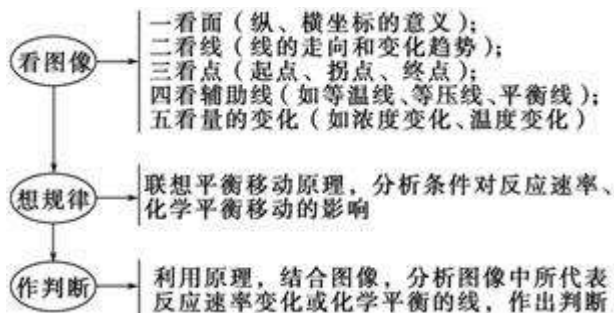 看图像
一看面（纵、横坐标的意义）；
二看线（线的走向和变化趋势）；
三看点（起点、拐点、终点）；
四看辅助线（如等温线、等压线、平衡线）；
五看量的变化（如浓度变化、温度变化）
想规律
联想平衡移动原理，分析条件对反应速率、
化学平衡移动的影响
作判断
利用原理，结合图像，分析图像中所代表
反应速率变化或化学平衡的线，作出判断